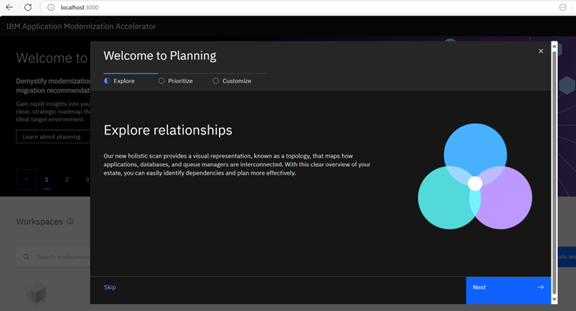 localhost:3000
IBM Application Modernization Accelerator
Welcome to
Demystify modernization
migration recommendat
Gain rapid insights into you
clear, strategic roadmap th
ideal target environment.
Learn about planning
1
2
3
Workspaces
Search workspaces
Welcome to Planning
Explore
Prioritize
Customize
Explore relationships
Our new holistic scan provides a visual representation, known as a topology, that maps how
applications, databases, and queue managers are interconnected. With this clear overview of your
estate, you can easily identify dependencies and plan more effectively.
Skip
Next